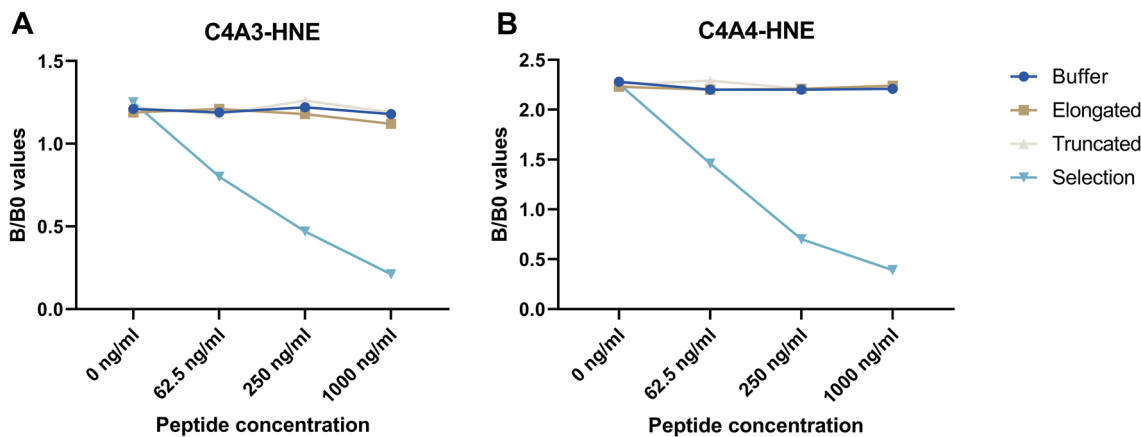 A
C4A3-HNE
B/B0 values
1.5
1.0
0.5
0.0
0 ng/ml
62.5 ng/ml
250 ng/ml
1000 ng/ml
Peptide concentration
B
C4A4-HNE
B/B0 values
2.5
2.0
1.5
1.0
0.5
0.0
0 ng/ml
62.5 ng/ml
250 ng/ml
1000 ng/ml
Peptide concentration
Buffer
Elongated
Truncated
Selection